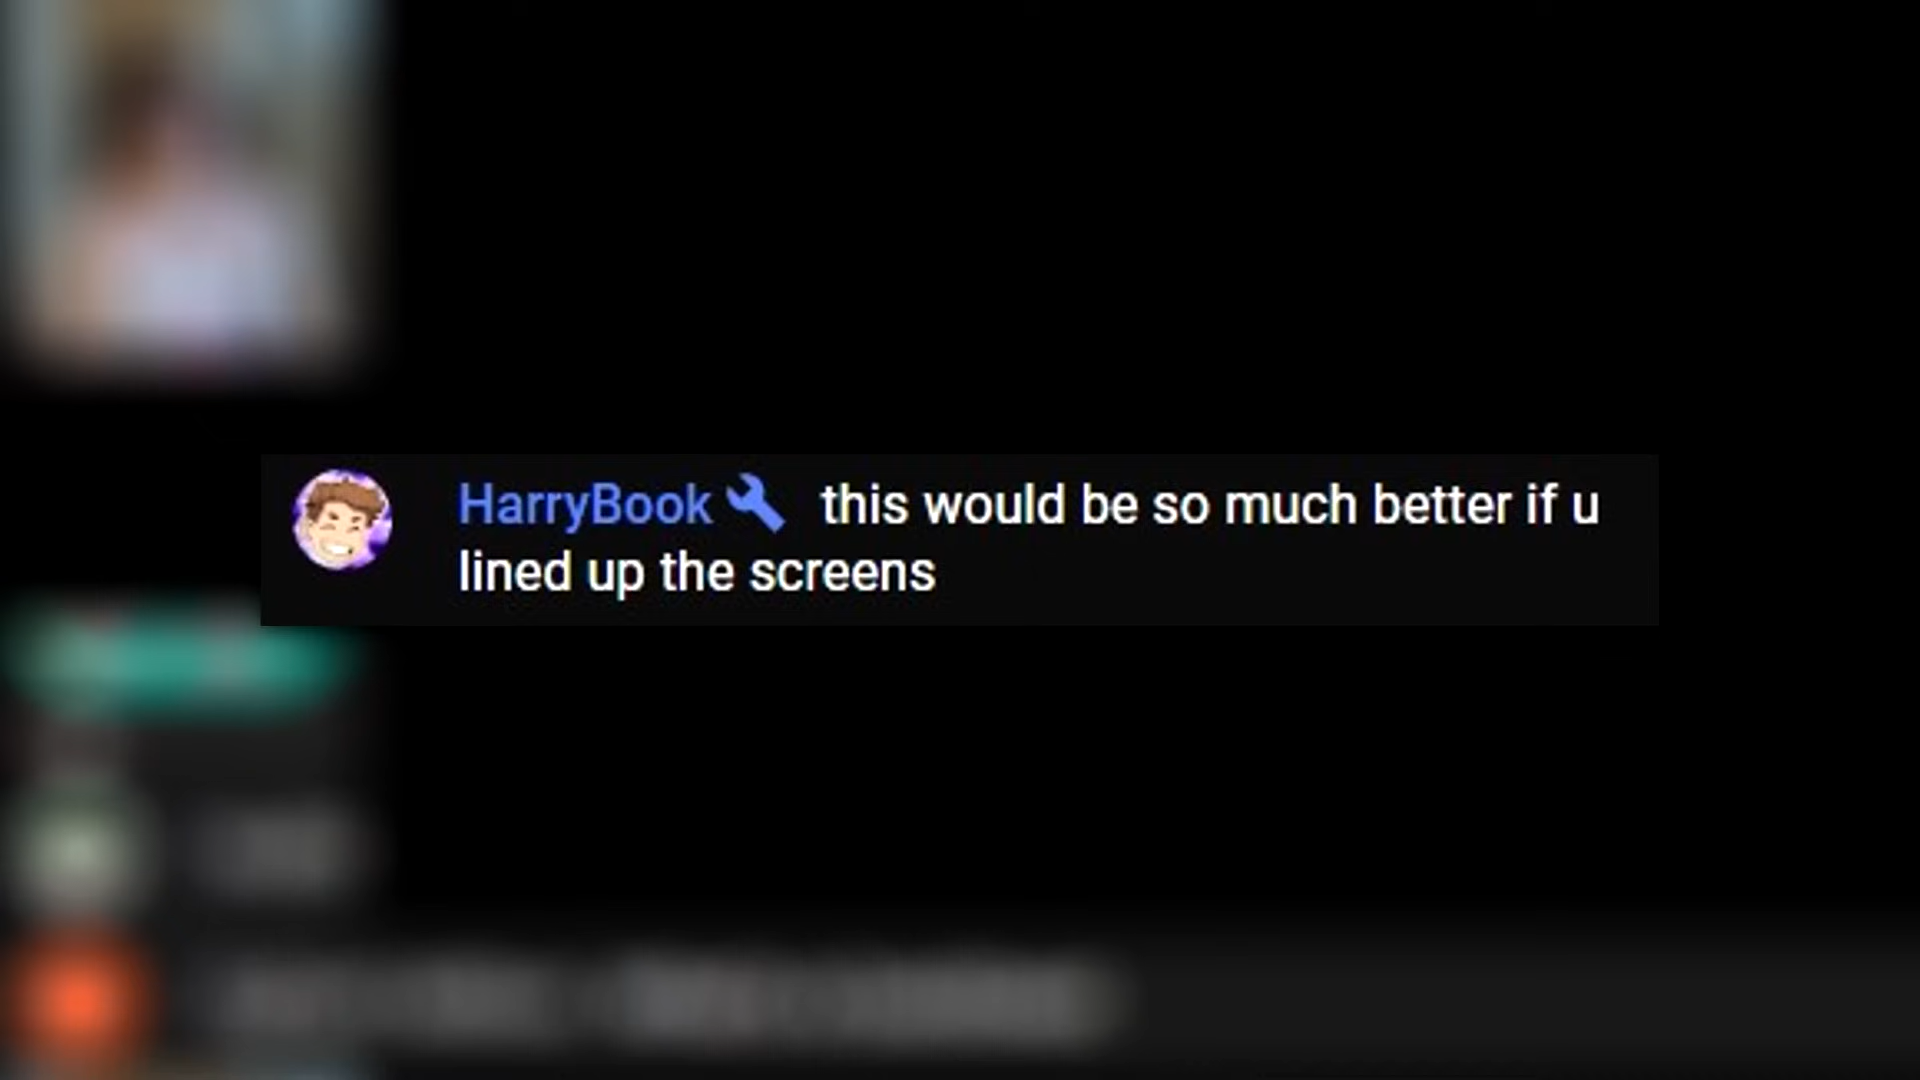 HarryBook this would be so much better if u
lined up the screens